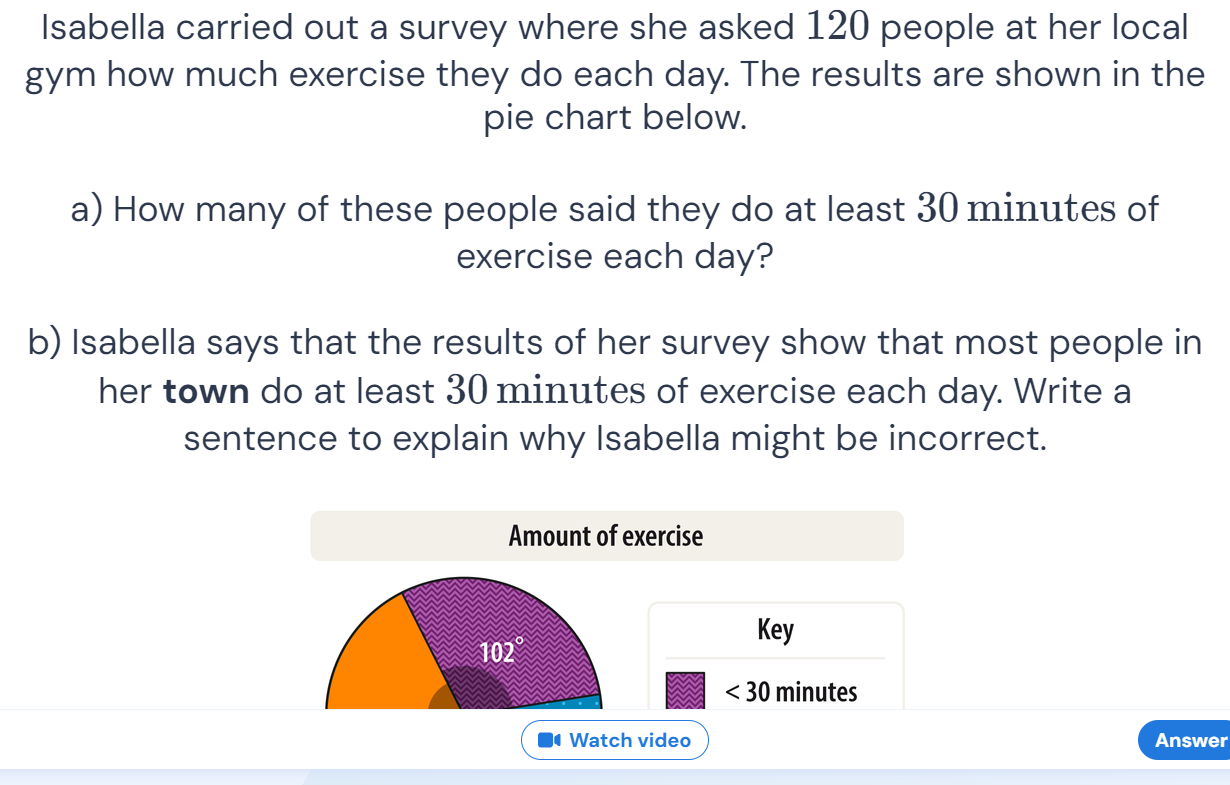 Isabella carried out a survey where she asked 120 people at her local
gym how much exercise they do each day. The results are shown in the
pie chart below.
a) How many of these people said they do at least 30 minutes of
exercise each day?
b) Isabella says that the results of her survey show that most people in
her town do at least 30 minutes of exercise each day. Write a
sentence to explain why Isabella might be incorrect.
Amount of exercise
102°
Key
< 30 minutes
Watch video
Answer